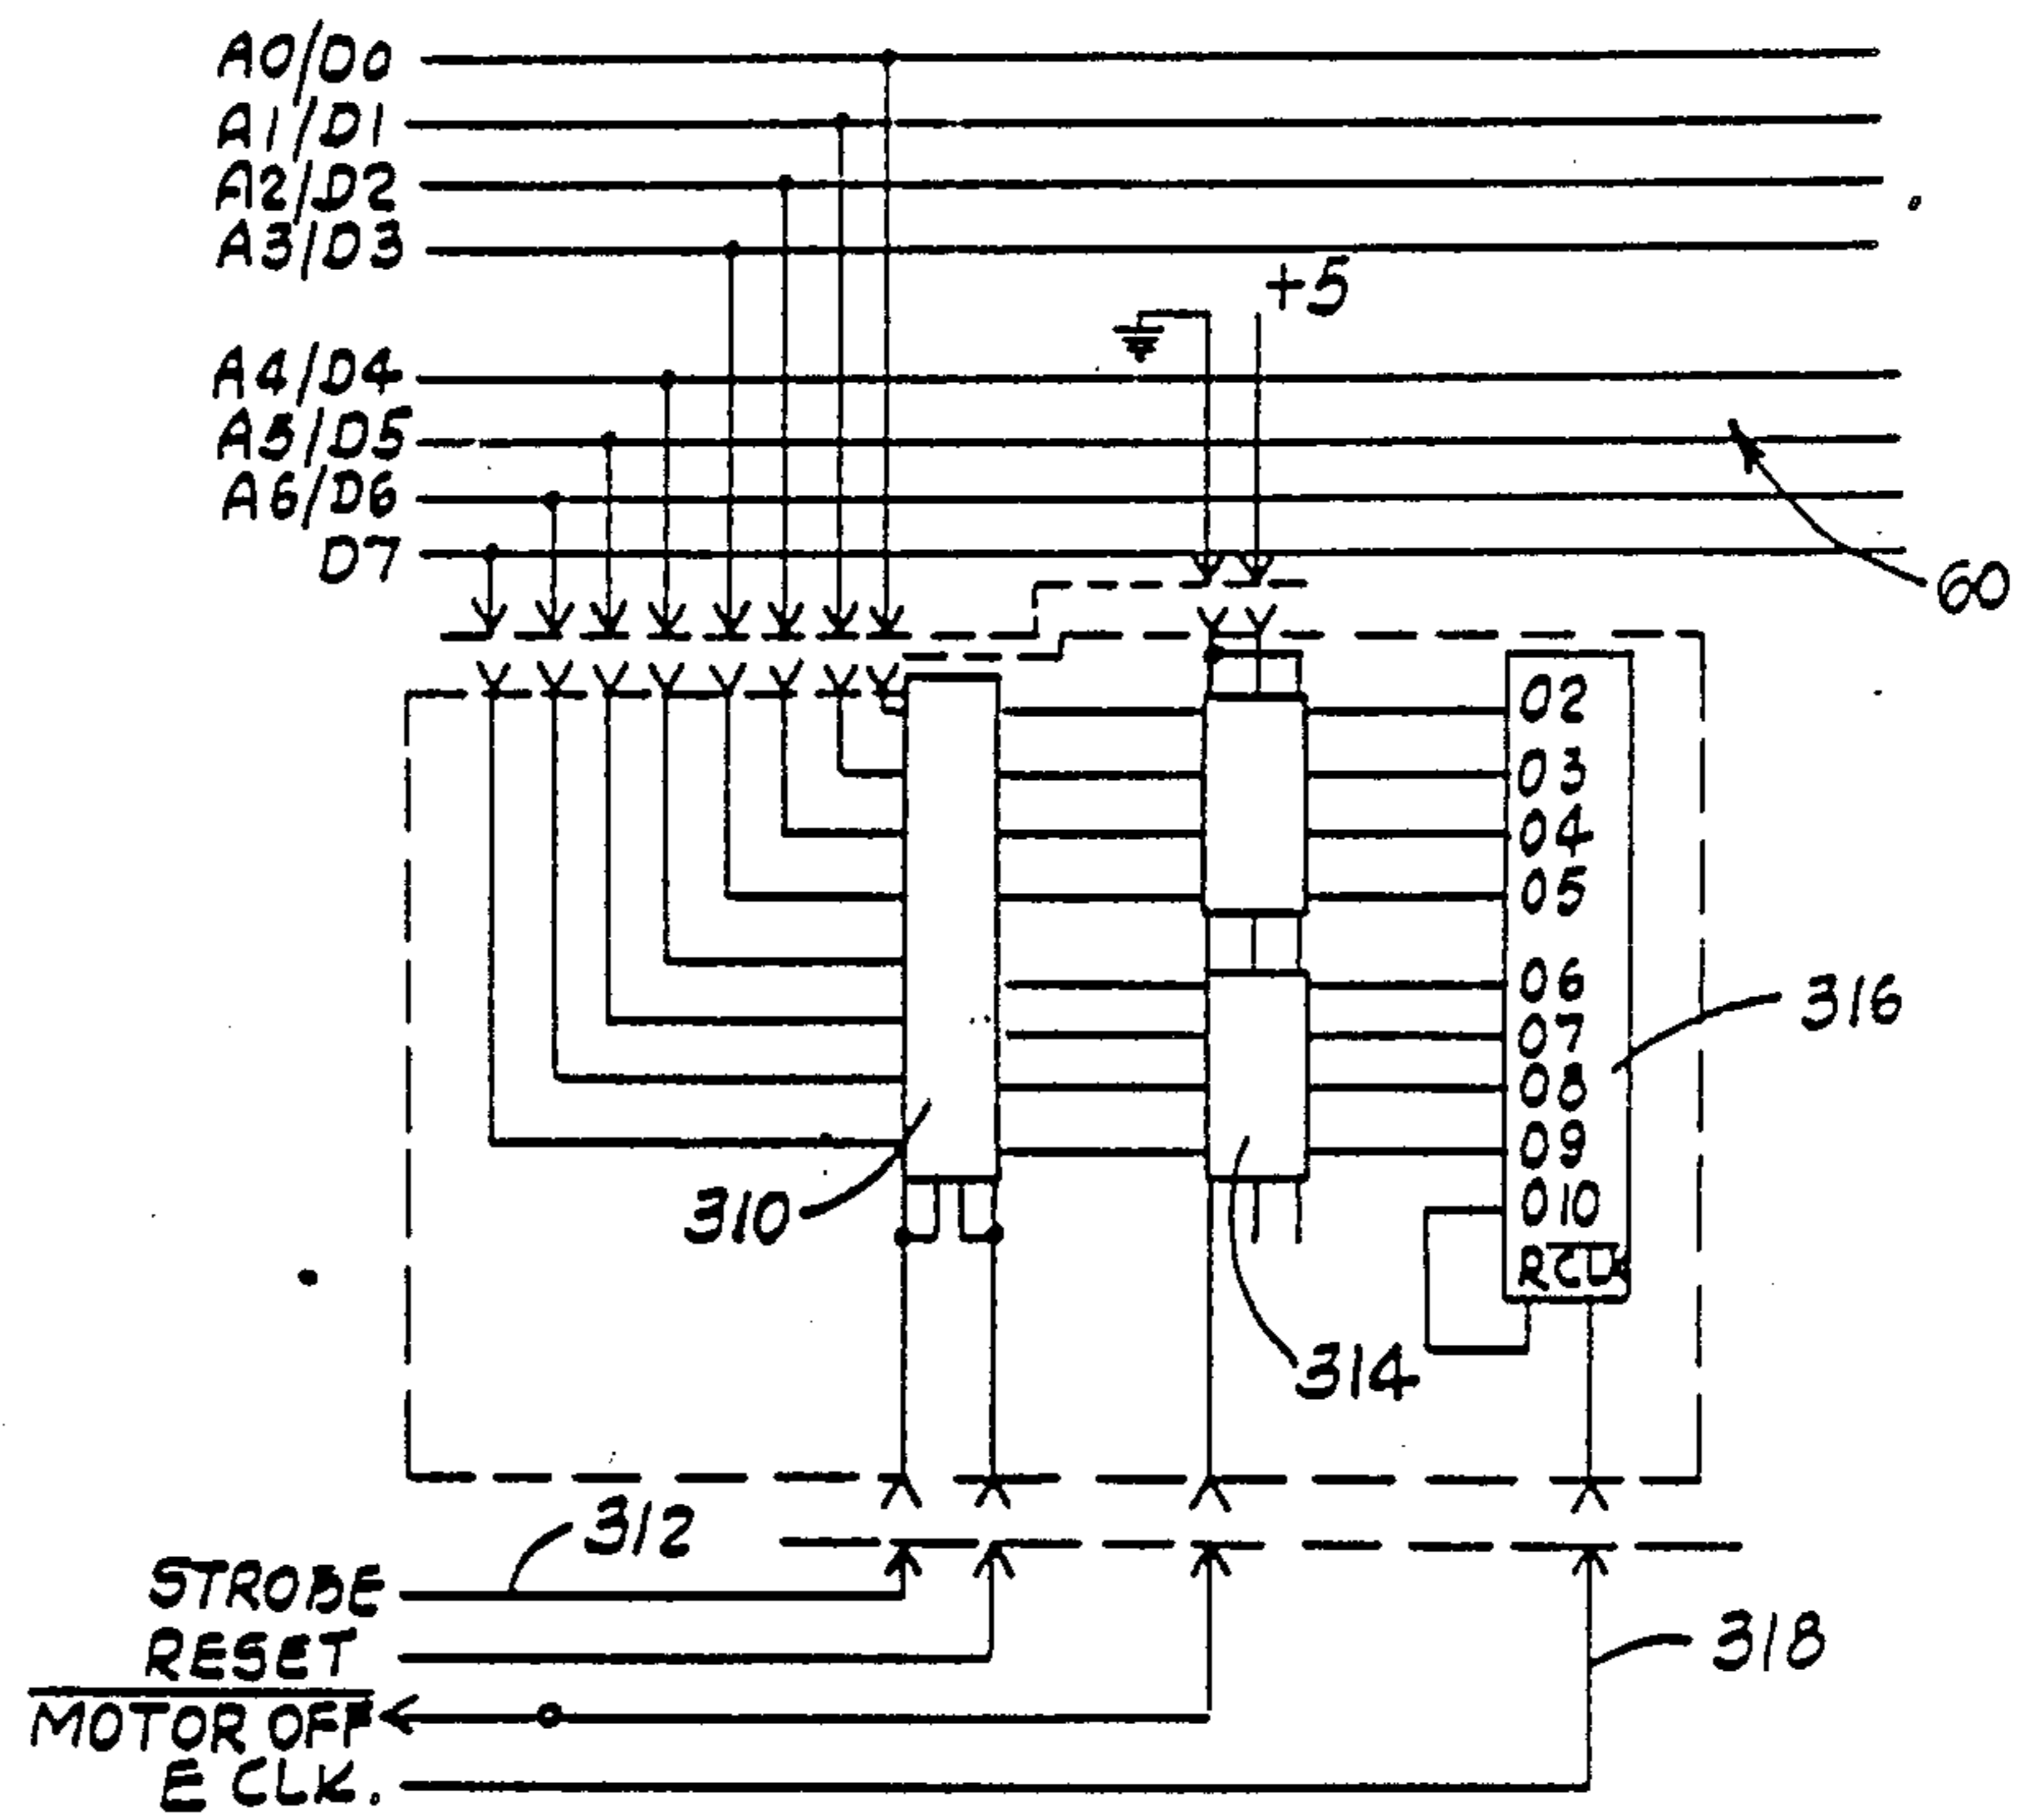 A0/D0
A1/D1
A2/D2
A3/D3
+5
A4/D4
A5/D5
A6/D6
D7
60
02
03
04
05
06
07
08
09
010
316
310
314
312
STROBE
RESET
318
MOTOR OFF
E CLK.